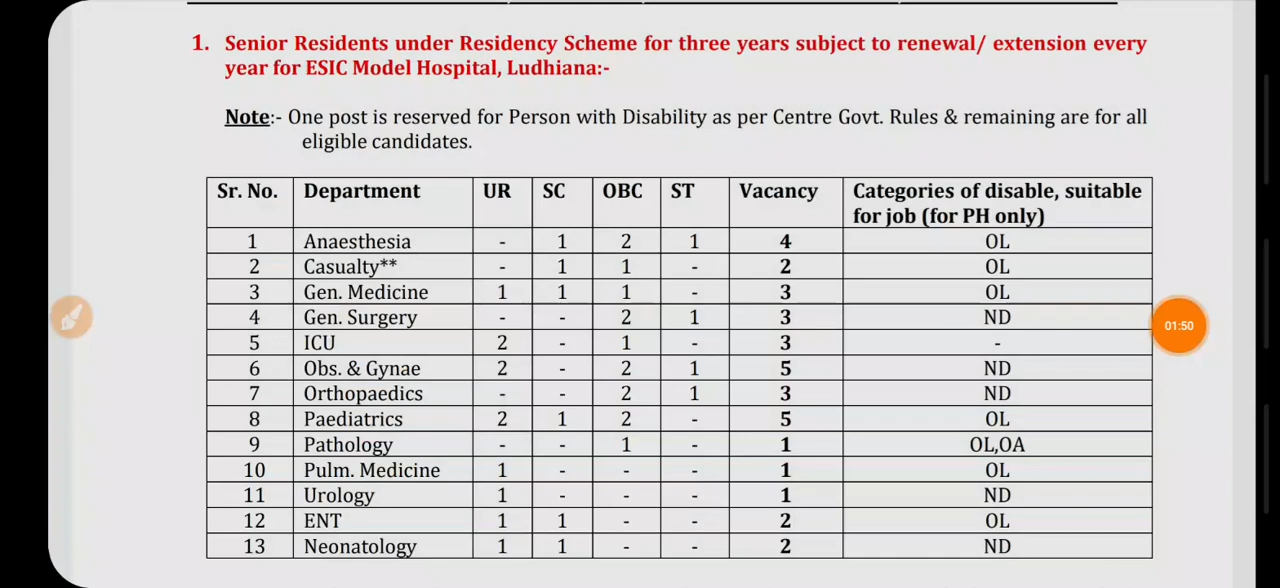 1. Senior Residents under Residency Scheme for three years subject to renewal/ extension every
year for ESIC Model Hospital, Ludhiana:-
Note:- One post is reserved for Person with Disability as per Centre Govt. Rules & remaining are for all
eligible candidates.
Sr. No. Department UR SC OBC ST Vacancy Categories of disable, suitable
for job (for PH only)
1 Anaesthesia - 1 2 1 4 OL
2 Casualty** - 1 1 - 2 OL
3 Gen. Medicine 1 1 1 - 3 OL
4 Gen. Surgery - - 2 1 3 ND
5 ICU 2 - 1 - 3 -
6 Obs. & Gynae 2 - 2 1 5 ND
7 Orthopaedics - - 2 1 3 ND
8 Paediatrics 2 1 2 - 5 OL
9 Pathology - - 1 - 1 OL,OA
10 Pulm. Medicine 1 - - - 1 OL
11 Urology 1 - - - 1 ND
12 ENT 1 1 - - 2 OL
13 Neonatology 1 1 - - 2 ND
01:50